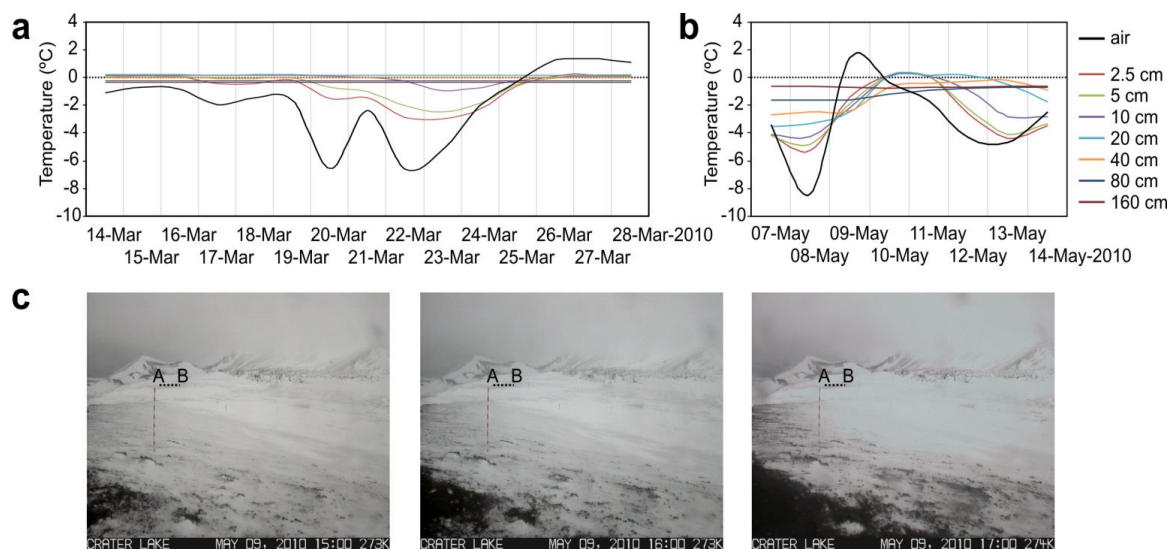 a
b
Temperature (ºC)
4
2
0
-2
-4
-6
-8
-10
14-Mar 16-Mar 18-Mar 20-Mar 22-Mar 24-Mar 26-Mar 28-Mar-2010
15-Mar 17-Mar 19-Mar 21-Mar 23-Mar 25-Mar 27-Mar
Temperature (ºC)
4
2
0
-2
-4
-6
-8
-10
07-May 09-May 11-May 13-May
08-May 10-May 12-May 14-May-2010
air
2.5 cm
5 cm
10 cm
20 cm
40 cm
80 cm
160 cm
c
A B
CRATER LAKE MAY 09, 2010 15:00 273K
A B
CRATER LAKE MAY 09, 2010 16:00 273K
A B
CRATER LAKE MAY 09, 2010 17:00 274K